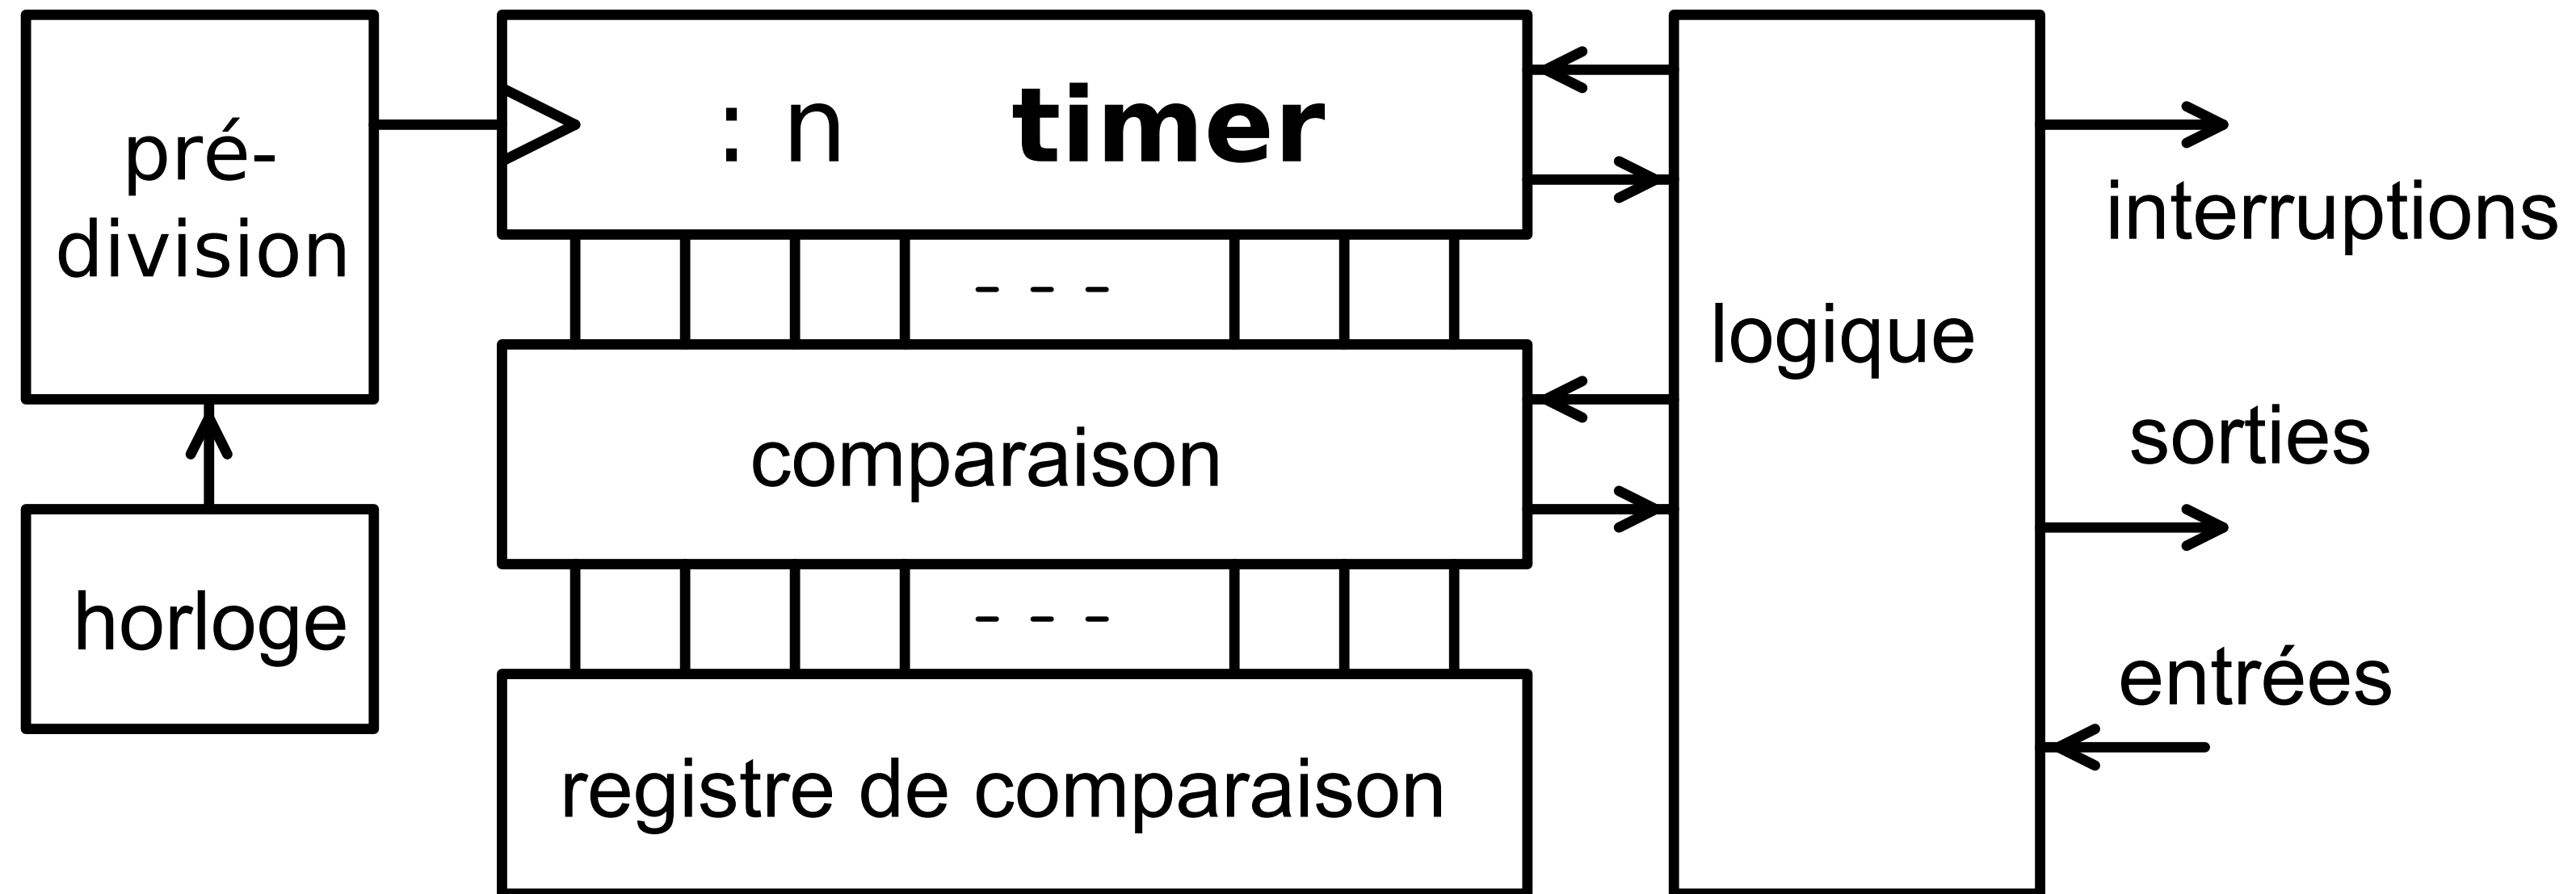 pré-
division
: n timer
interruptions
logique
comparaison
sorties
horloge
entrées
registre de comparaison